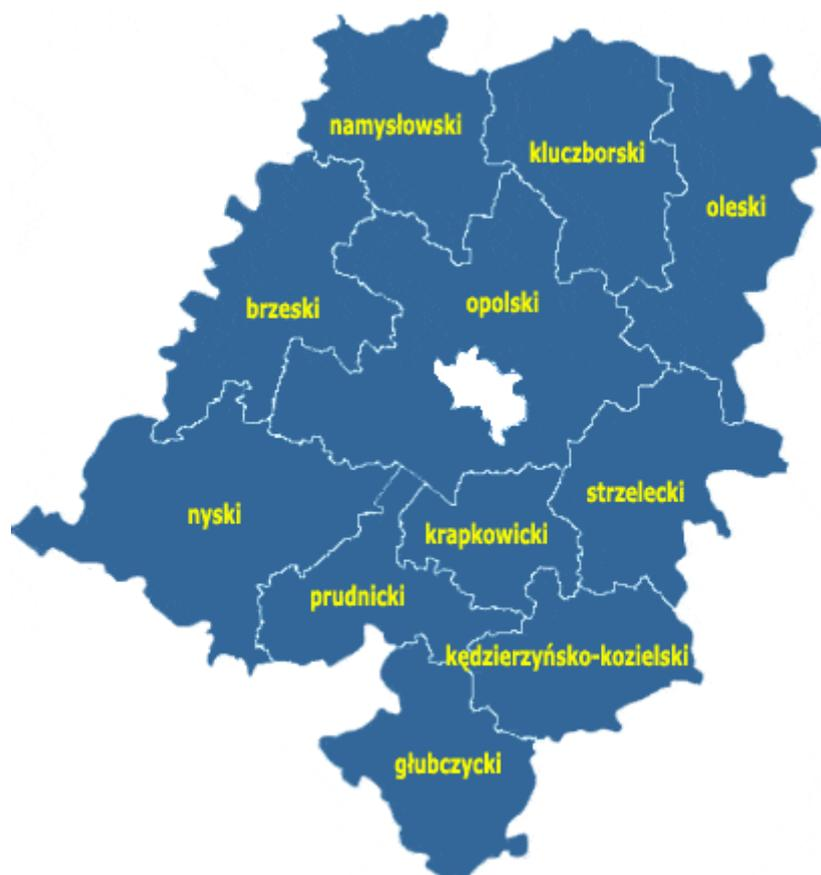 namysłowski
kluczborski
oleski
brzeski
opolski
strzelecki
nyski
krapkowicki
prudnicki
kędzierzyńsko-kozielski
głubczycki